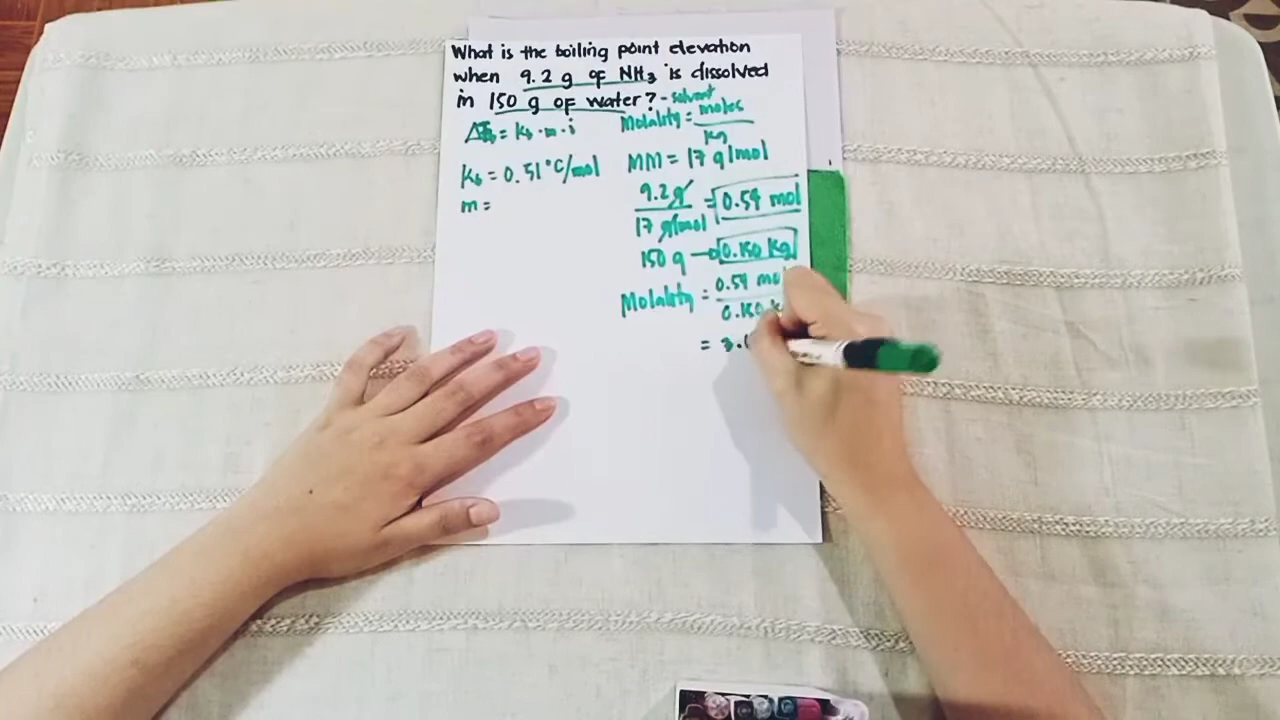 What is the boiling point elevation
when 9.2 g of NH3 is dissolved
in 150 g of water? - solvent
ΔTb = kb · m · i
kb = 0.51°C/mol
m =
Molality = moles
kg
MM = 17 g/mol
9.2 g
17 g/mol
= 0.54 mol
150 g → 0.150 kg
Molality = 0.54 mol
0.150 k
= 3.